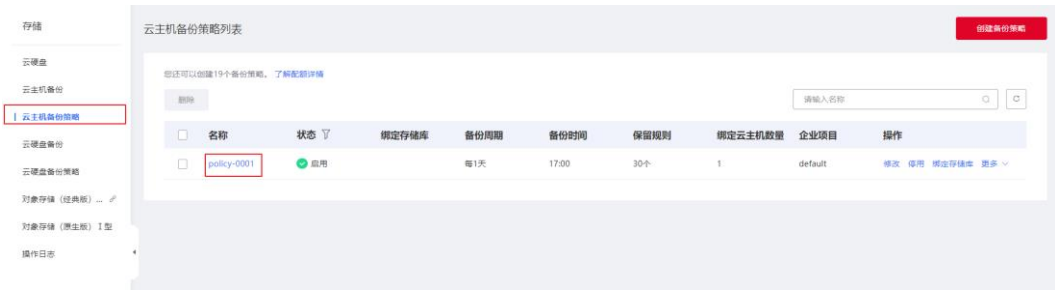 存储
云硬盘
云主机备份
云主机备份策略
云硬盘备份
云硬盘备份策略
对象存储（经典版）...
对象存储（原生版）I型
操作日志
云主机备份策略列表
创建备份策略
您还可以创建19个备份策略。 了解配额详情
删除
请输入名称
名称 状态 绑定存储库 备份周期 备份时间 保留规则 绑定云主机数量 企业项目 操作
policy-0001 启用 每1天 17:00 30个 1 default 修改 停用 绑定存储库 更多